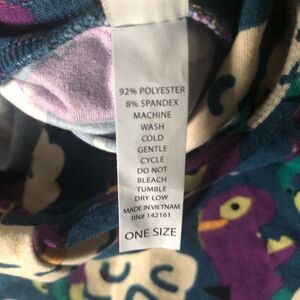 92% POLYESTER
8% SPANDEX
MACHINE
WASH
COLD
GENTLE
CYCLE
DO NOT
BLEACH
TUMBLE
DRY LOW
MADE IN VIETNAM
RN# 142161
ONE SIZE